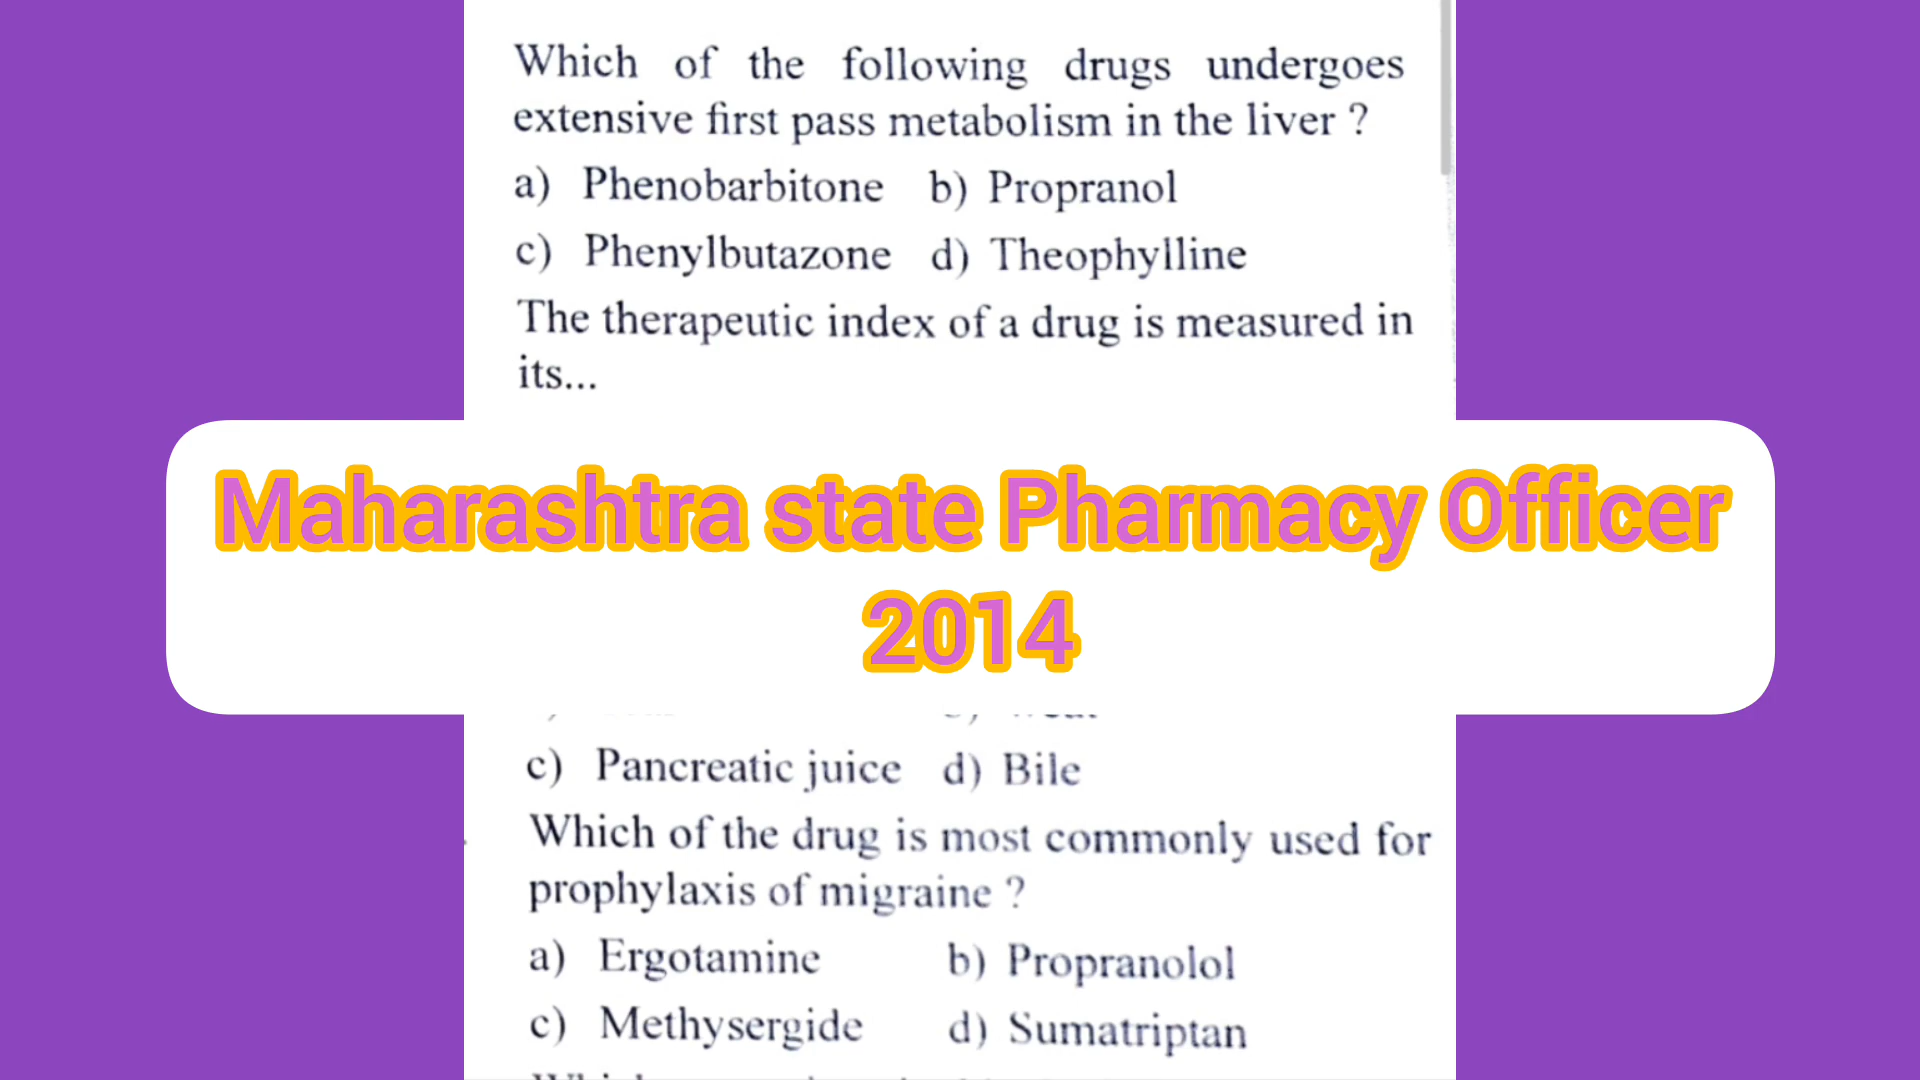 Which of the following drugs undergoes
extensive first pass metabolism in the liver ?
a) Phenobarbitone b) Propranol
c) Phenylbutazone d) Theophylline
The therapeutic index of a drug is measured in
its...
Maharashtra state Pharmacy Officer
2014
c) Pancreatic juice d) Bile
Which of the drug is most commonly used for
prophylaxis of migraine ?
a) Ergotamine b) Propranolol
c) Methysergide d) Sumatriptan